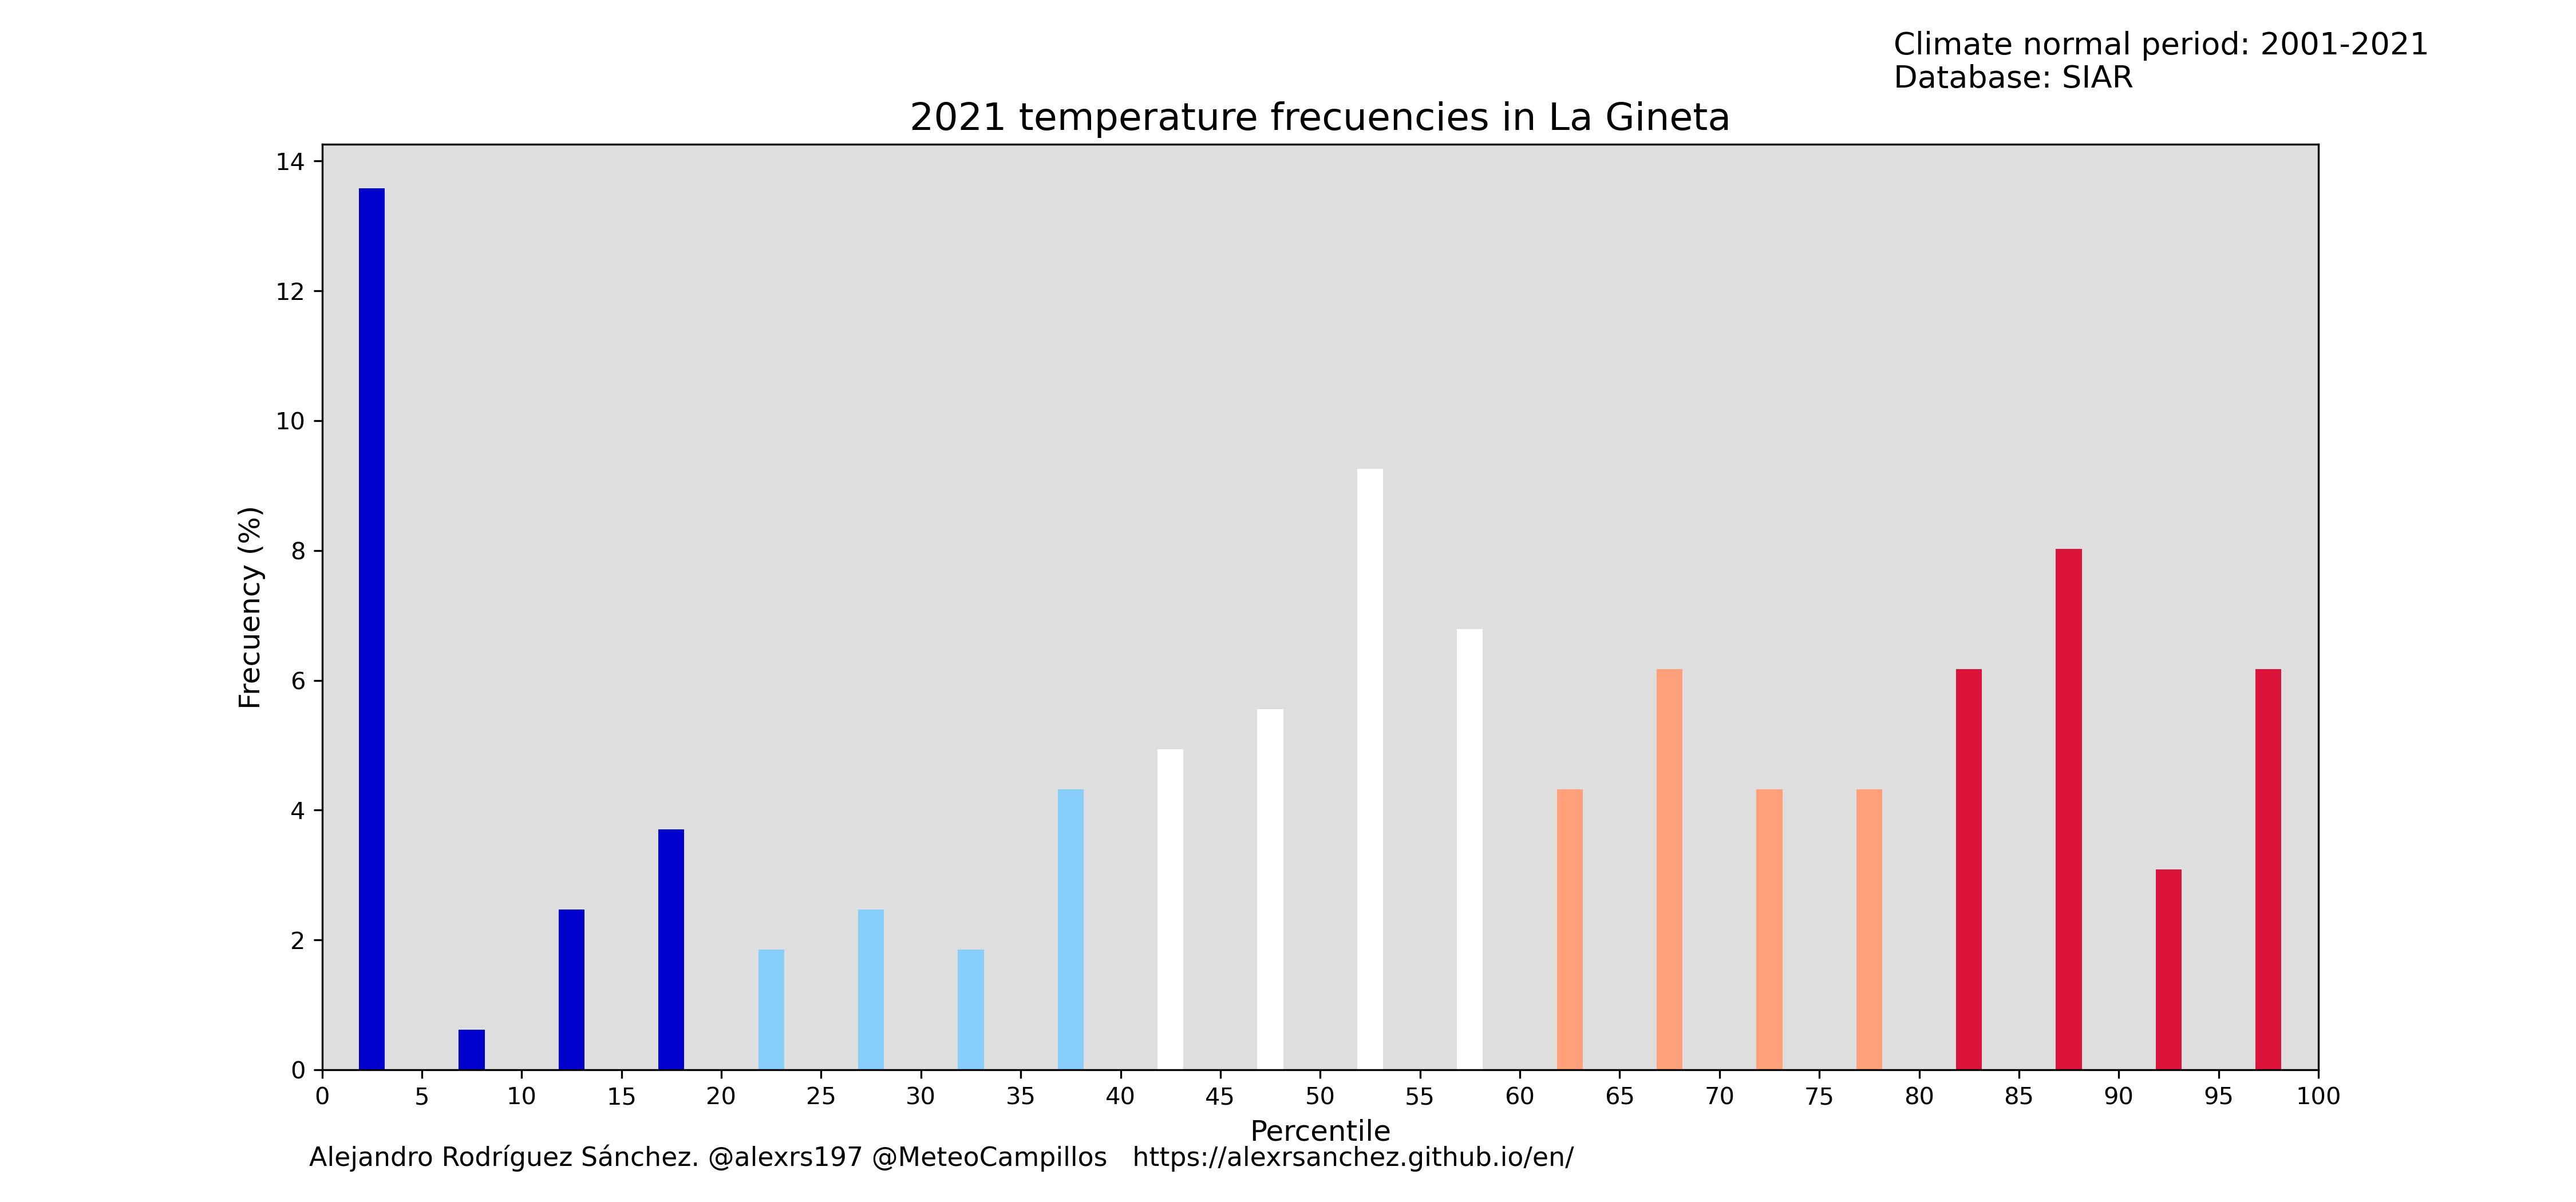 Climate normal period: 2001-2021
Database: SIAR
2021 temperature frecuencies in La Gineta
14
12
10
8
6
4
2
0
Frecuency (%)
0 5 10 15 20 25 30 35 40 45 50 55 60 65 70 75 80 85 90 95 100
Percentile
Alejandro Rodríguez Sánchez. @alexrs197 @MeteoCampillos https://alexrsanchez.github.io/en/